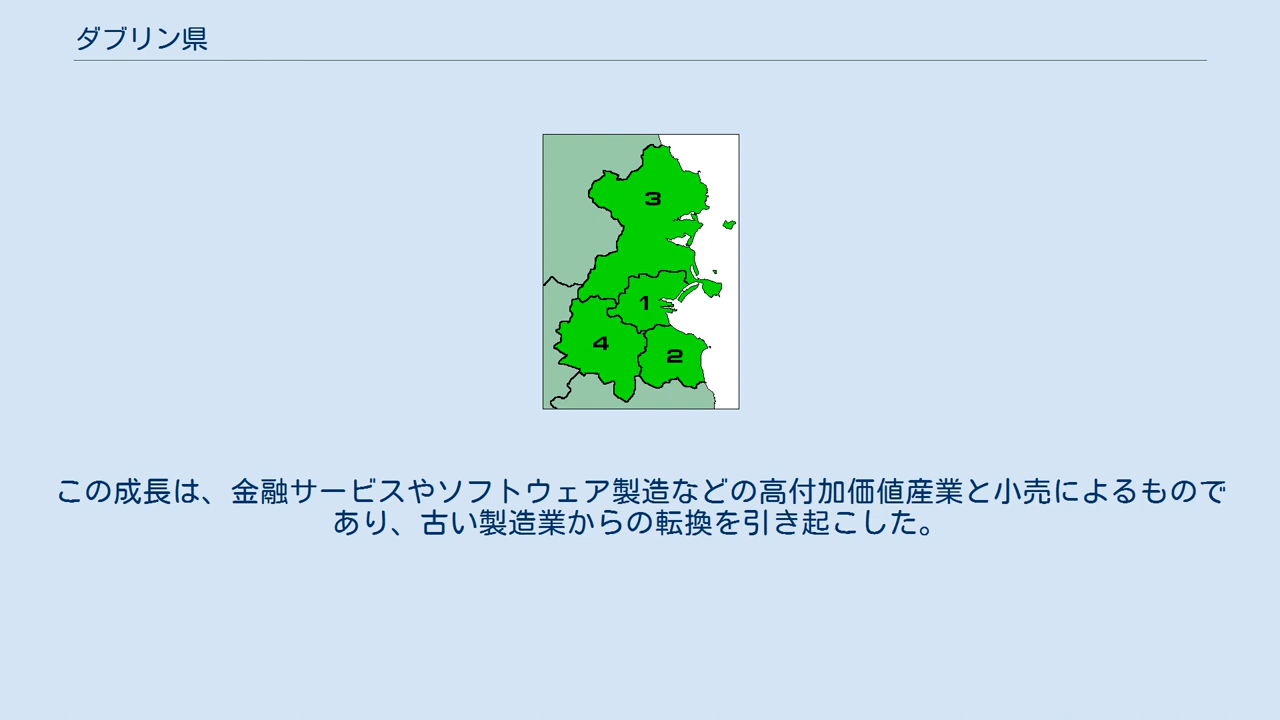 ダブリン県
3
1
4
2
この成長は、金融サービスやソフトウェア製造などの高付加価値産業と小売によるもので
あり、古い製造業からの転換を引き起こした。